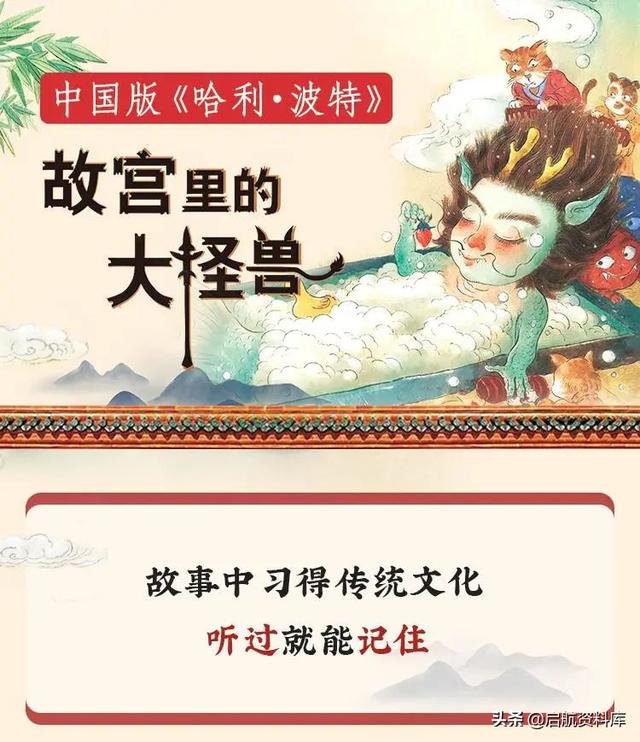 中国版《哈利·波特》
故宫里的
大怪兽
故事中习得传统文化
听过就能记住
头条 @启航资料库